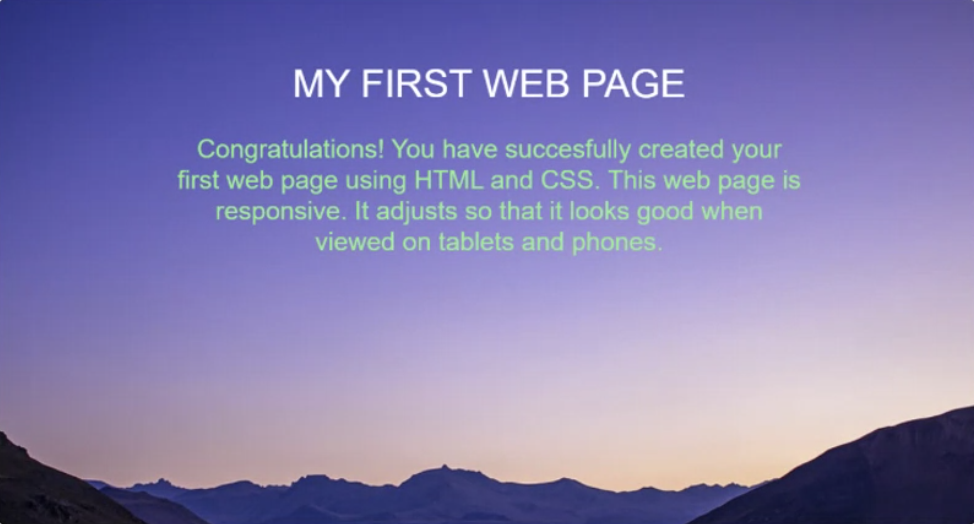 MY FIRST WEB PAGE
Congratulations! You have succesfully created your
first web page using HTML and CSS. This web page is
responsive. It adjusts so that it looks good when
viewed on tablets and phones.